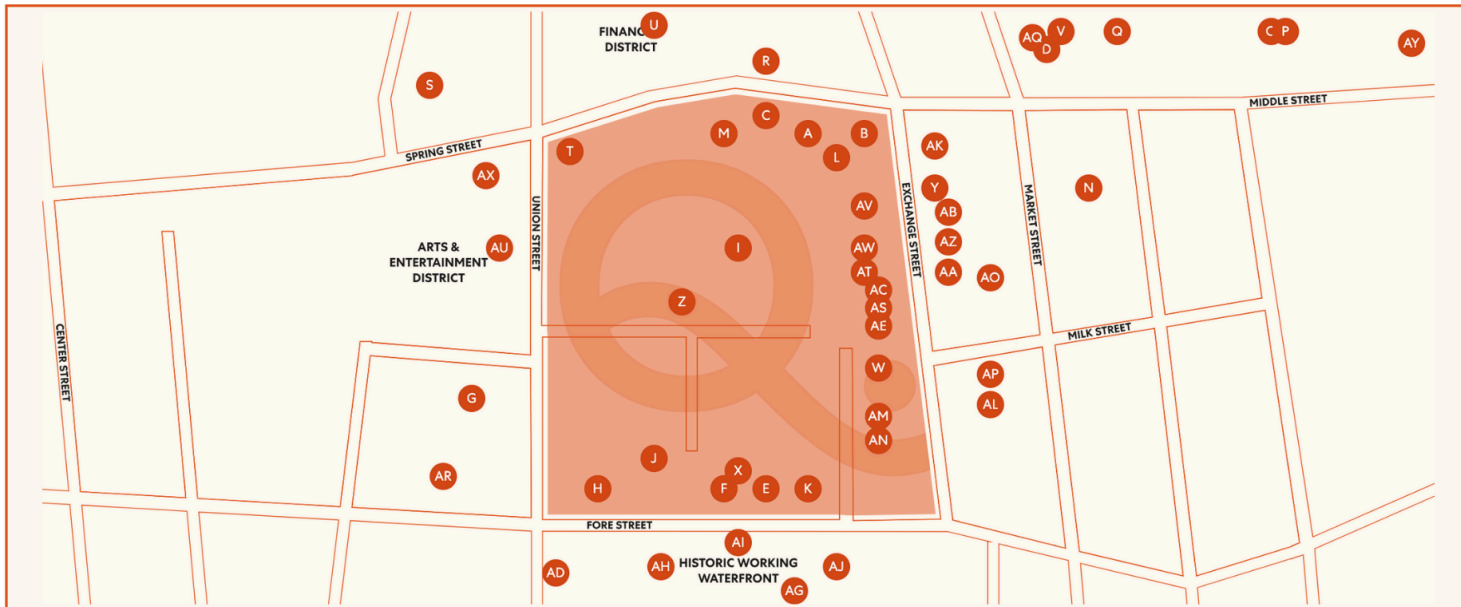 U
FINANC
DISTRICT
R
S
AQ
V
D
Q
C
P
AY
MIDDLE STREET
SPRING STREET
T
M
C
A
B
L
AK
AX
UNION STREET
AV
EXCHANGE STREET
Y
AB
MARKET STREET
N
ARTS &
ENTERTAINMENT
DISTRICT
AU
I
AW
AZ
AT
AA
AO
AC
Z
AS
AE
CENTER STREET
MILK STREET
G
W
AP
AM
AL
AN
AR
J
X
H
F
E
K
FORE STREET
AI
HISTORIC WORKING
WATERFRONT
AD
AH
AJ
AG